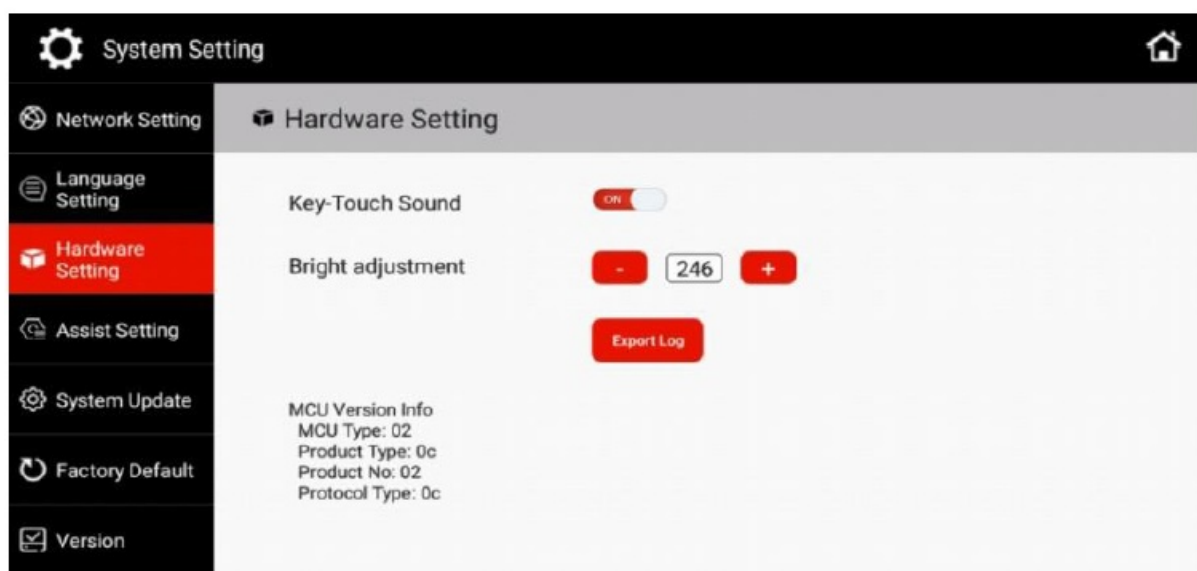 System Setting
Network Setting
Language
Setting
Hardware
Setting
Assist Setting
System Update
Factory Default
Version
Hardware Setting
Key-Touch Sound
ON
Bright adjustment
- 246 +
Export Log
MCU Version Info
MCU Type: 02
Product Type: 0c
Product No: 02
Protocol Type: 0c